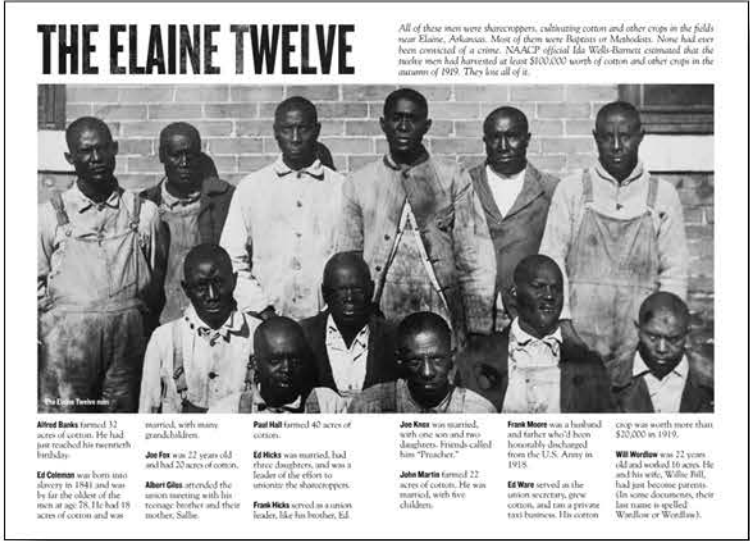 THE ELAINE TWELVE
All of these men were sharecroppers, cultivating cotton and other crops in the fields
near Elaine, Arkansas. Most of them were Baptists or Methodists. None had ever
been convicted of a crime. NAACP official Ida Wells-Barnett estimated that the
twelve men had harvested at least $100,000 worth of cotton and other crops in the
autumn of 1919. They lost all of it.
The Elaine Twelve men
Alfred Banks farmed 32
acres of cotton. He had
just reached his twentieth
birthday.
Ed Coleman was born into
slavery in 1841 and was
by far the oldest of the
men at age 78. He had 18
acres of cotton and was
married, with many
grandchildren.
Joe Fox was 22 years old
and had 20 acres of cotton.
Albert Giles attended the
union meeting with his
teenage brother and their
mother, Sallie.
Paul Hall farmed 40 acres of
cotton.
Ed Hicks was married, had
three daughters, and was a
leader of the effort to
unionize the sharecroppers.
Frank Hicks served as a union
leader, like his brother, Ed.
Joe Knox was married,
with one son and two
daughters. Friends called
him "Preacher."
John Martin farmed 22
acres of cotton. He was
married, with five
children.
Frank Moore was a husband
and father who'd been
honorably discharged
from the U.S. Army in
1918.
Ed Ware served as the
union secretary, grew
cotton, and ran a private
taxi business. His cotton
crop was worth more than
$20,000 in 1919.
Will Wordlow was 22 years
old and worked 16 acres. He
and his wife, Willie Bill,
had just become parents.
(In some documents, their
last name is spelled
Wardlow or Wordlaw).